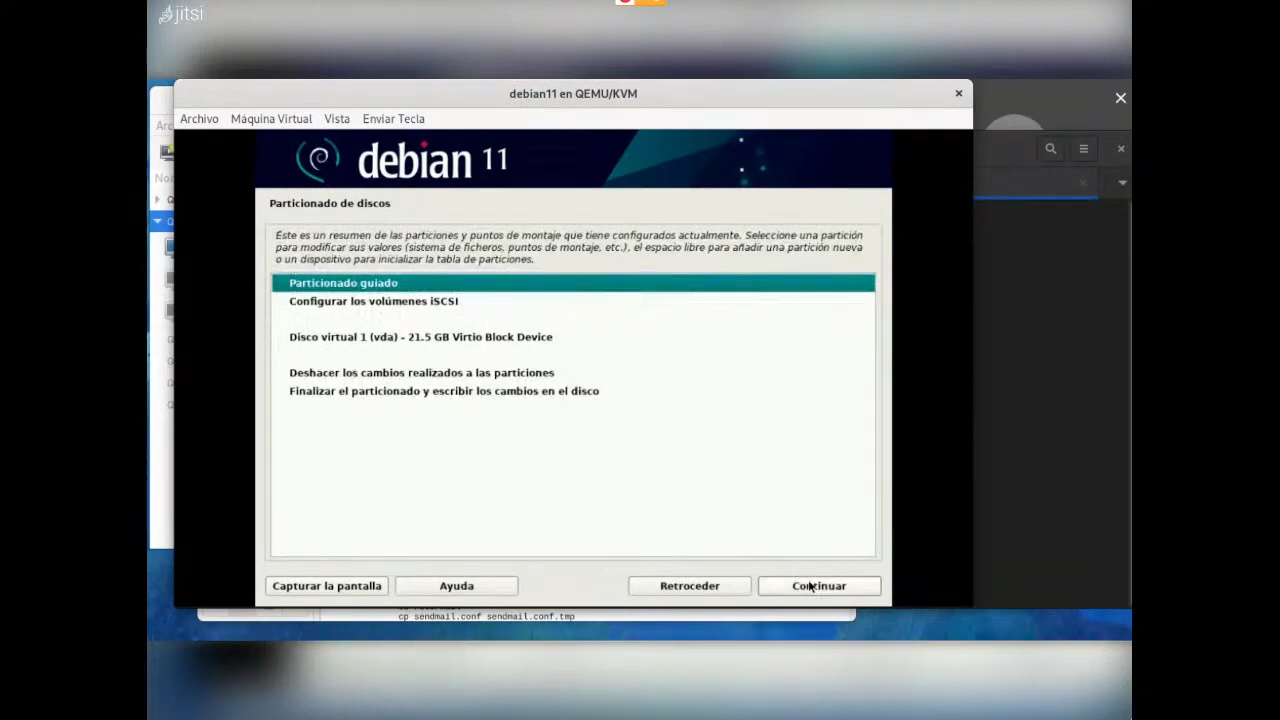 jitsi
debian11 en QEMU/KVM
Archivo Máquina Virtual Vista Enviar Tecla
debian 11
Particionado de discos
Éste es un resumen de las particiones y puntos de montaje que tiene configurados actualmente. Seleccione una partición
para modificar sus valores (sistema de ficheros, puntos de montaje, etc.), el espacio libre para añadir una partición nueva
o un dispositivo para inicializar la tabla de particiones.
Particionado guiado
Configurar los volúmenes iSCSI
Disco virtual 1 (vda) - 21.5 GB Virtio Block Device
Deshacer los cambios realizados a las particiones
Finalizar el particionado y escribir los cambios en el disco
Capturar la pantalla Ayuda Retroceder Continuar
cp sendmail.conf sendmail.conf.tmp